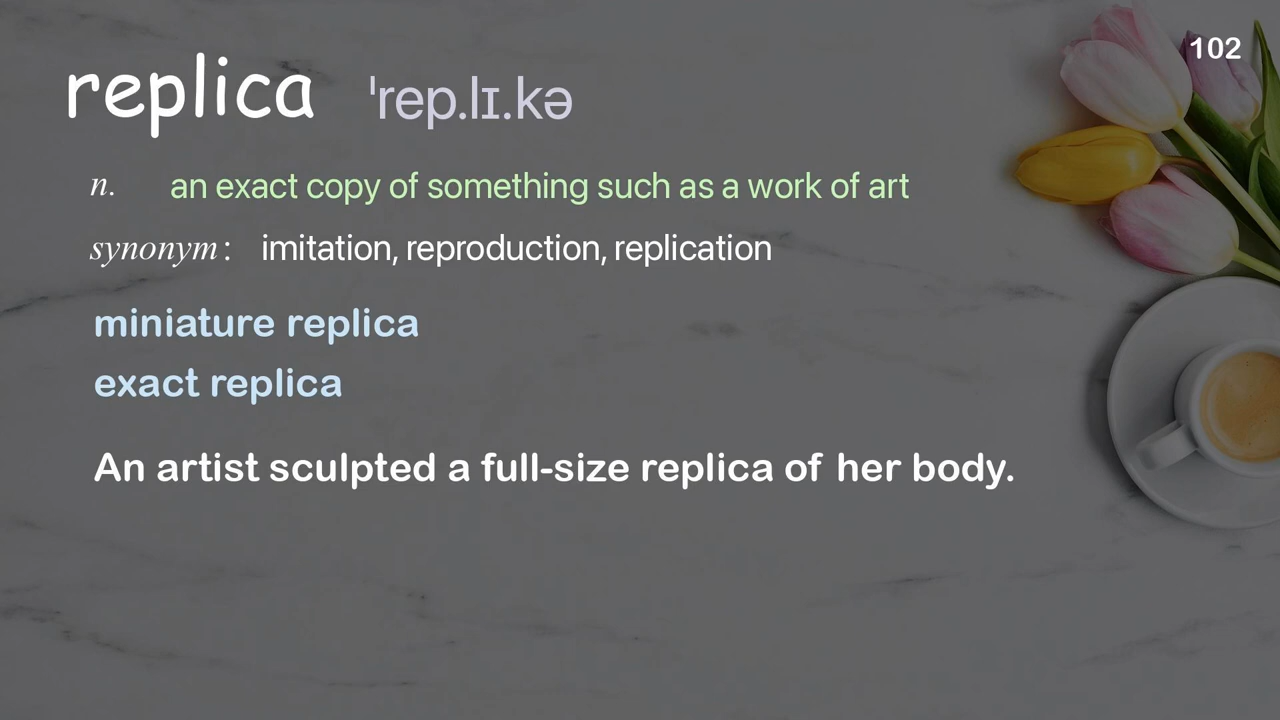 102
replica ˈrep.lɪ.kə
n. an exact copy of something such as a work of art
synonym : imitation, reproduction, replication
miniature replica
exact replica
An artist sculpted a full-size replica of her body.